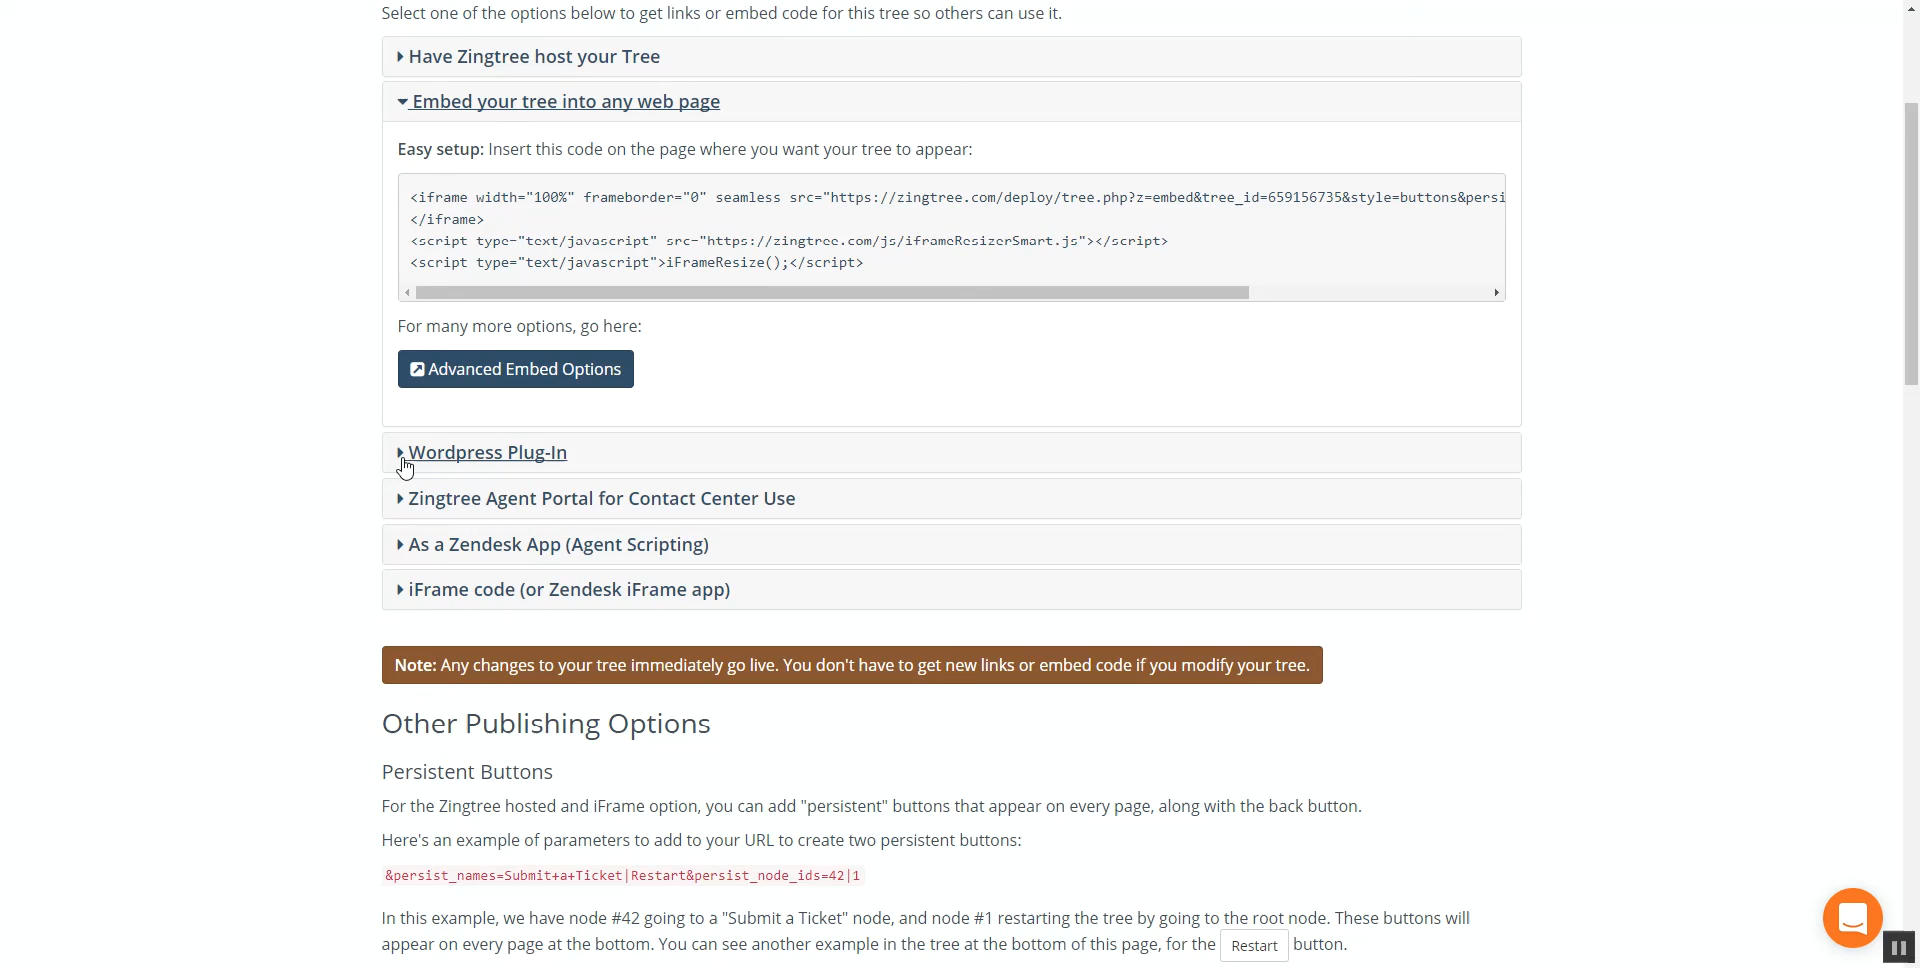 Select one of the options below to get links or embed code for this tree so others can use it.
Have Zingtree host your Tree
Embed your tree into any web page
Easy setup: Insert this code on the page where you want your tree to appear:
<iframe width="100%" frameborder="0" seamless src="https://zingtree.com/deploy/tree.php?z=embed&tree_id=659156735&style=buttons&persi
</iframe>
<script type="text/javascript" src="https://zingtree.com/js/iframeResizerSmart.js"></script>
<script type="text/javascript">iFrameResize();</script>
For many more options, go here:
Advanced Embed Options
Wordpress Plug-In
Zingtree Agent Portal for Contact Center Use
As a Zendesk App (Agent Scripting)
iFrame code (or Zendesk iFrame app)
Note: Any changes to your tree immediately go live. You don't have to get new links or embed code if you modify your tree.
Other Publishing Options
Persistent Buttons
For the Zingtree hosted and iFrame option, you can add "persistent" buttons that appear on every page, along with the back button.
Here's an example of parameters to add to your URL to create two persistent buttons:
&persist_names=Submit+a+Ticket|Restart&persist_node_ids=42|1
In this example, we have node #42 going to a "Submit a Ticket" node, and node #1 restarting the tree by going to the root node. These buttons will
appear on every page at the bottom. You can see another example in the tree at the bottom of this page, for the Restart button.